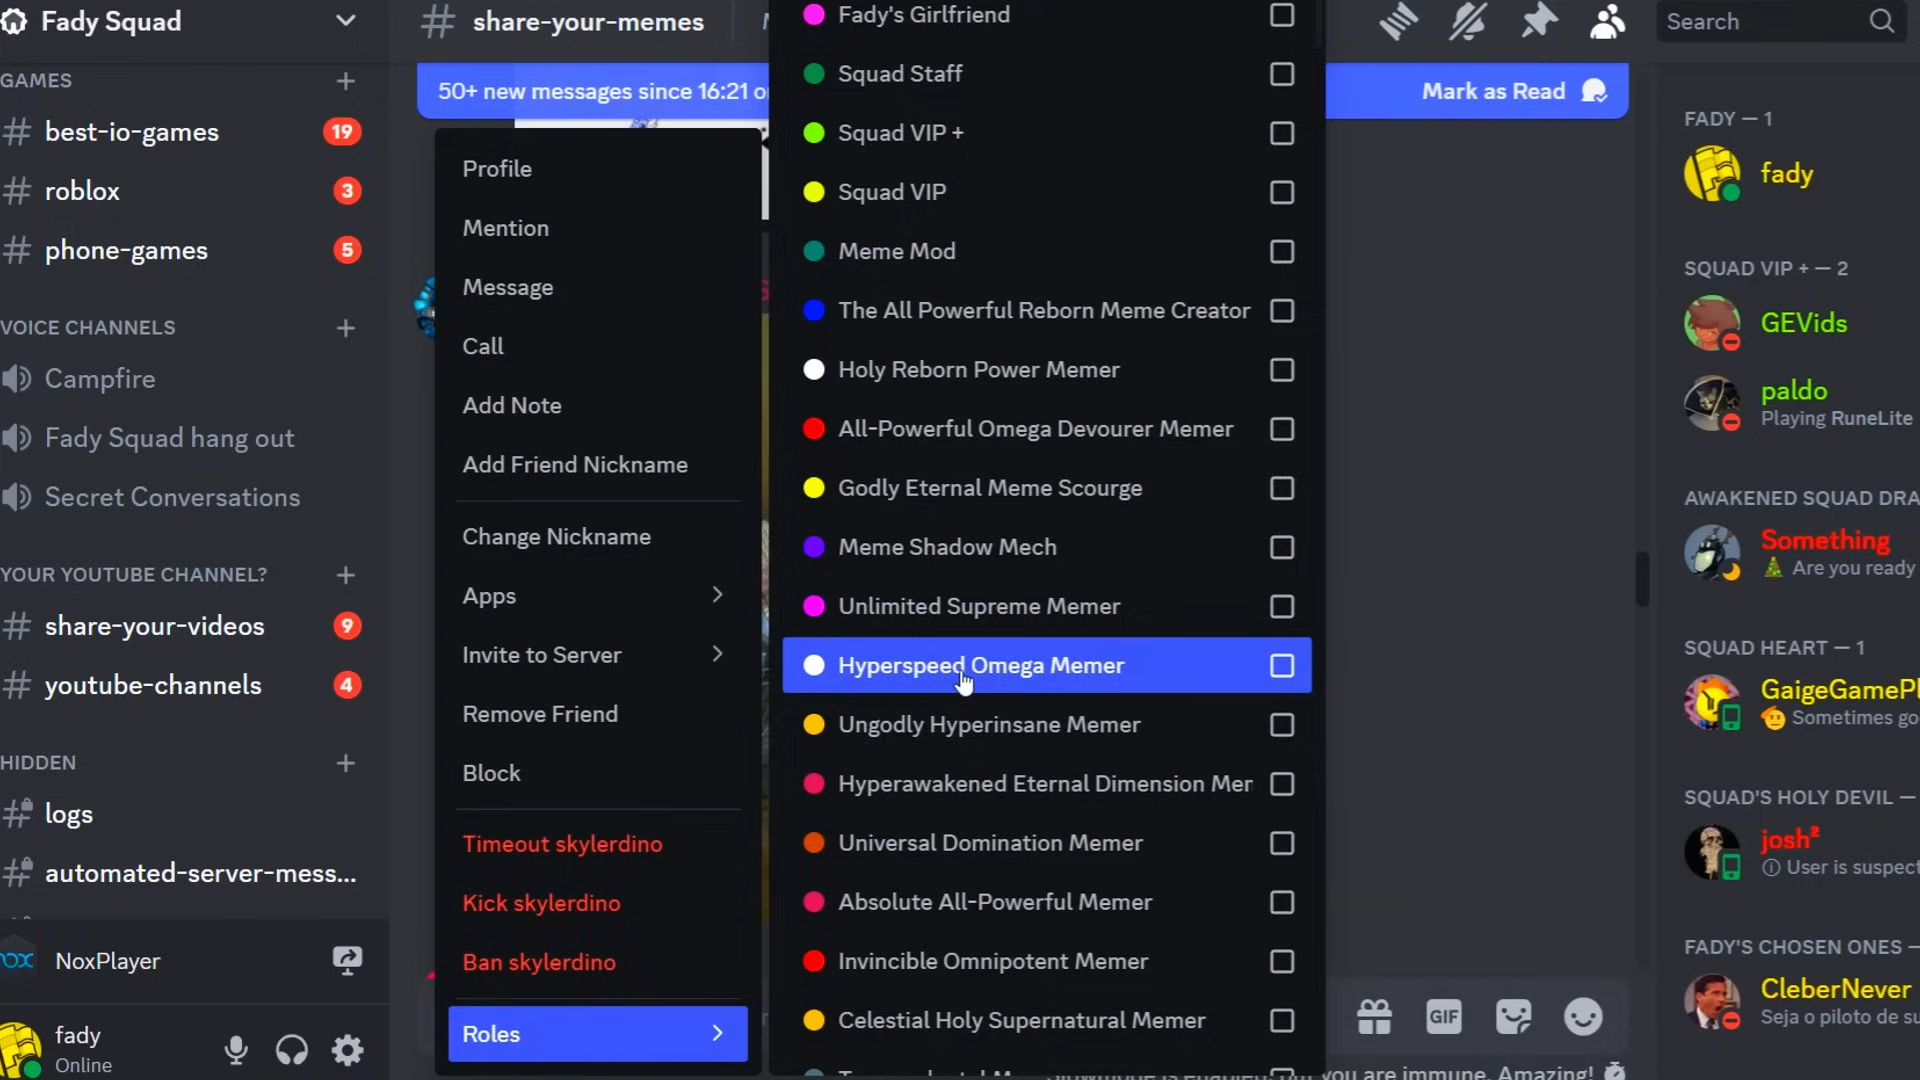 Fady Squad
GAMES
best-io-games
19
roblox
3
phone-games
5
VOICE CHANNELS
Campfire
Fady Squad hang out
Secret Conversations
YOUR YOUTUBE CHANNEL?
share-your-videos
9
youtube-channels
4
HIDDEN
logs
automated-server-mess...
nox
NoxPlayer
fady
Online
share-your-memes
50+ new messages since 16:21 o
Mark as Read
Profile
Mention
Message
Call
Add Note
Add Friend Nickname
Change Nickname
Apps
Invite to Server
Remove Friend
Block
Timeout skylerdino
Kick skylerdino
Ban skylerdino
Roles
Fady's Girlfriend
Squad Staff
Squad VIP +
Squad VIP
Meme Mod
The All Powerful Reborn Meme Creator
Holy Reborn Power Memer
All-Powerful Omega Devourer Memer
Godly Eternal Meme Scourge
Meme Shadow Mech
Unlimited Supreme Memer
Hyperspeed Omega Memer
Ungodly Hyperinsane Memer
Hyperawakened Eternal Dimension Mer
Universal Domination Memer
Absolute All-Powerful Memer
Invincible Omnipotent Memer
Celestial Holy Supernatural Memer
GIF
you are immune. Amazing!
Search
FADY — 1
fady
SQUAD VIP + — 2
GEVids
paldo
Playing RuneLite
AWAKENED SQUAD DRA
Something
Are you ready
SQUAD HEART — 1
GaigeGamePl
Sometimes go
SQUAD'S HOLY DEVIL —
josh²
User is suspect
FADY'S CHOSEN ONES —
CleberNever
Seja o piloto de su